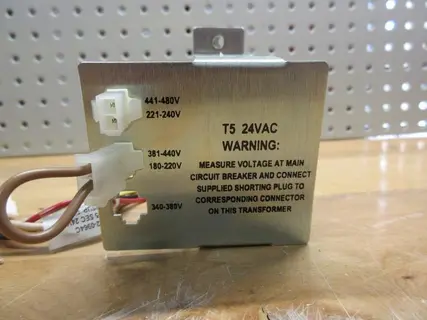 441-480V
221-240V
381-440V
180-220V
340-380V
T5 24VAC
WARNING:
MEASURE VOLTAGE AT MAIN
CIRCUIT BREAKER AND CONNECT
SUPPLIED SHORTING PLUG TO
CORRESPONDING CONNECTOR
ON THIS TRANSFORMER